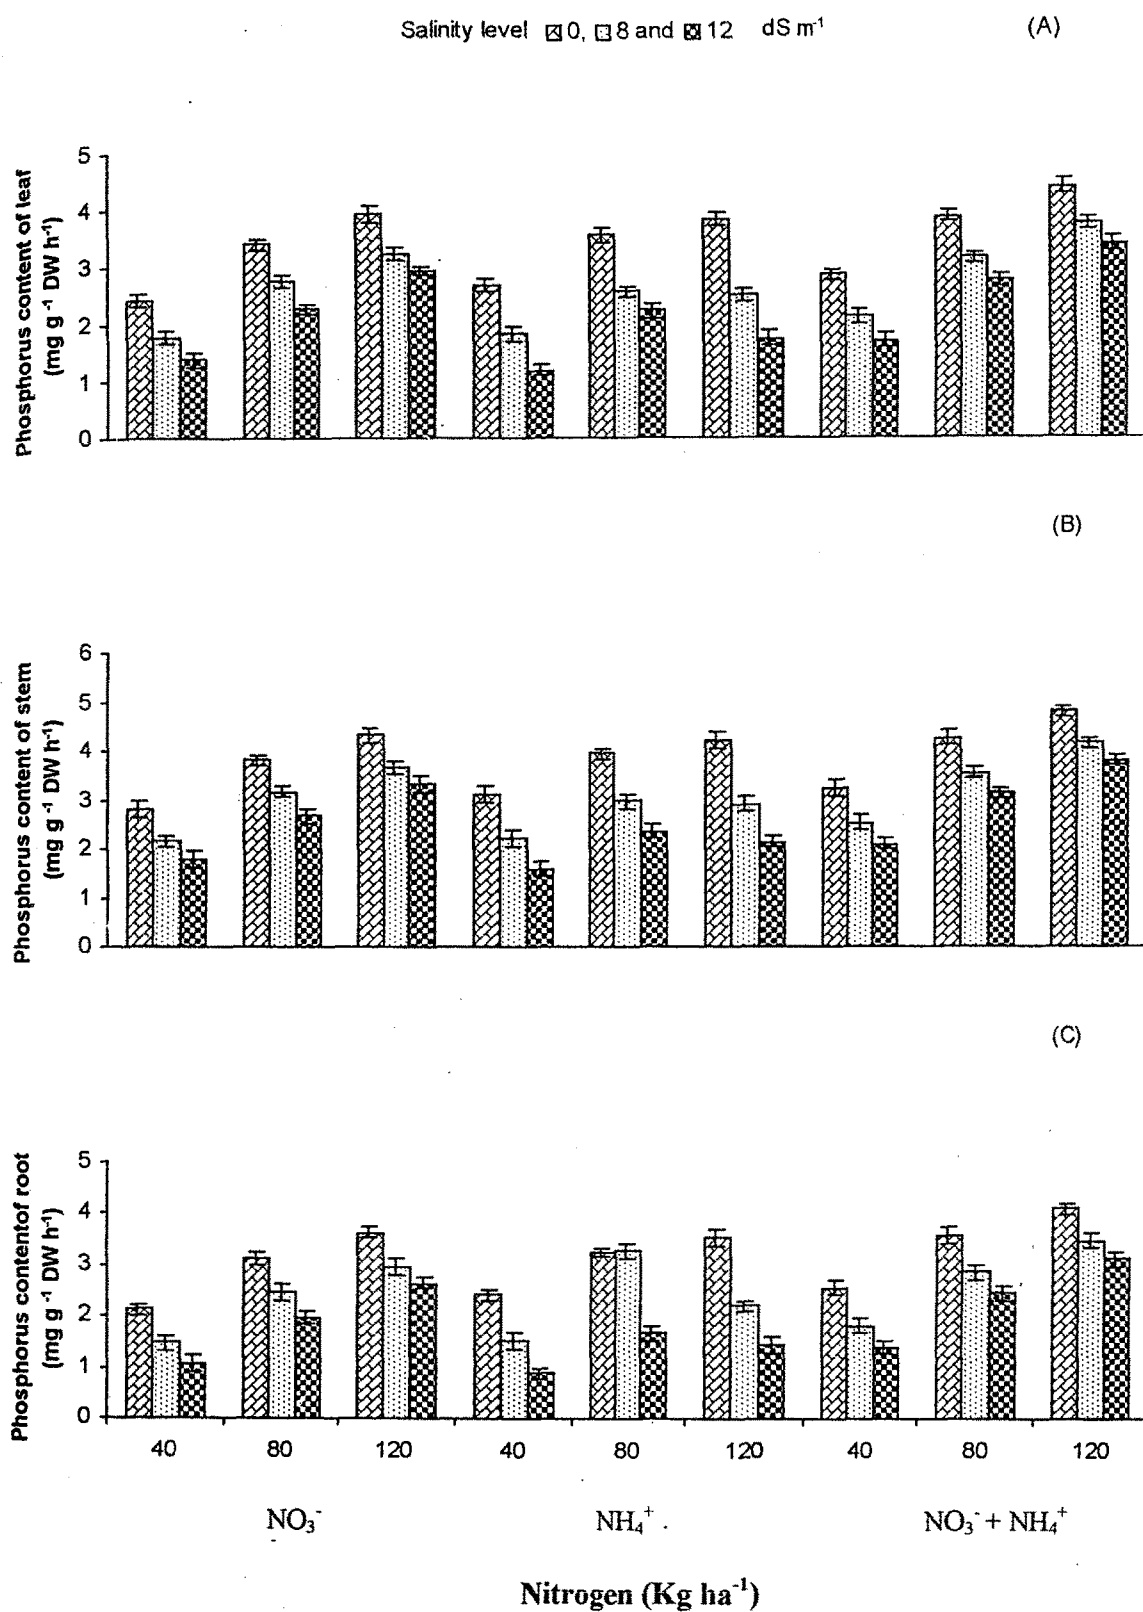 Salinity level 0, 8 and 12 dS m⁻¹ (A)
Phosphorus content of leaf
(mg g⁻¹ DW h⁻¹)
5
4
3
2
1
0
(B)
Phosphorus content of stem
(mg g⁻¹ DW h⁻¹)
6
5
4
3
2
1
0
(C)
Phosphorus contentof root
(mg g⁻¹ DW h⁻¹)
5
4
3
2
1
0
40 80 120 40 80 120 40 80 120
NO₃⁻ NH₄⁺ NO₃⁻ + NH₄⁺
Nitrogen (Kg ha⁻¹)